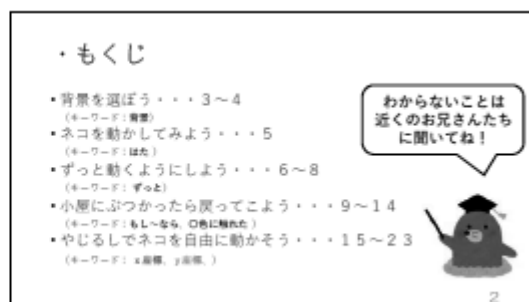 ・もくじ
▪背景を選ぼう・・・３～４
（キーワード：背景）
▪ネコを動かしてみよう・・・５
（キーワード：はた）
▪ずっと動くようにしよう・・・６～８
（キーワード：ずっと）
▪小屋にぶつかったら戻ってこよう・・・９～１４
（キーワード：もし～なら、〇色に触れた）
▪やじるしでネコを自由に動かそう・・・１５～２３
（キーワード：ｘ座標、ｙ座標、）
わからないことは
近くのお兄さんたち
に聞いてね！
2